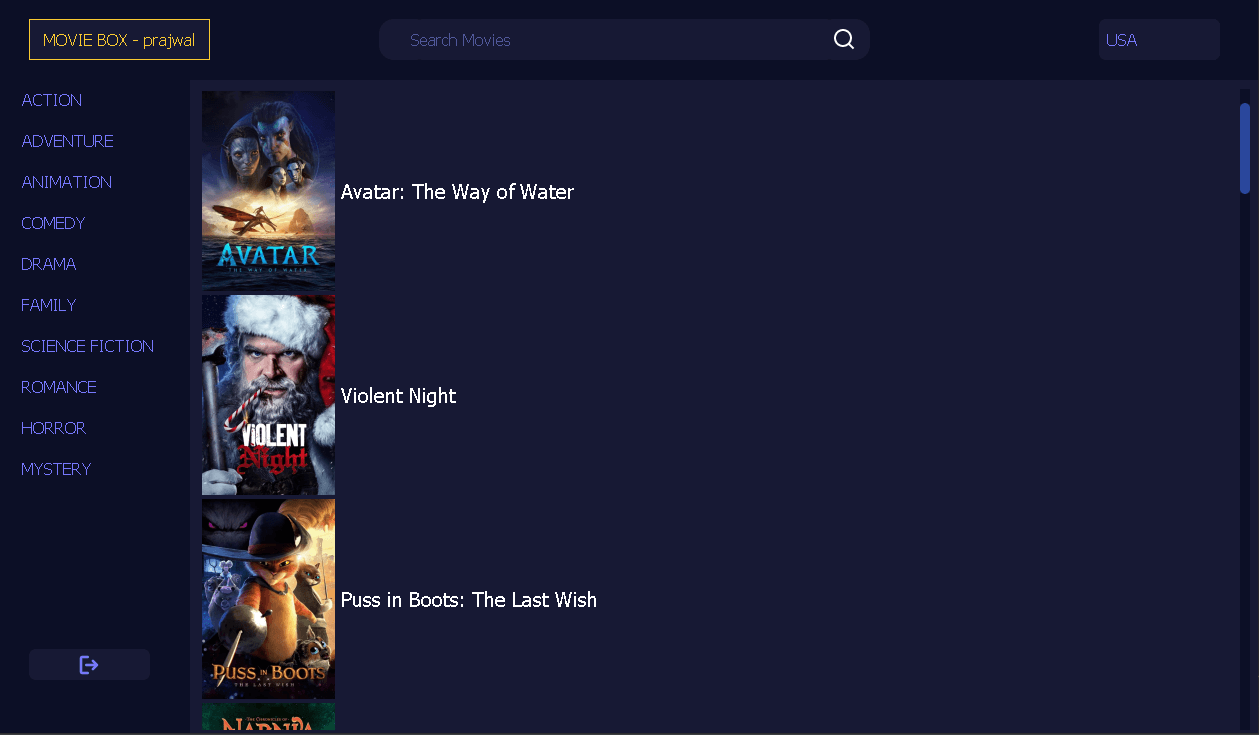 MOVIE BOX - prajwal
Search Movies
USA
ACTION
ADVENTURE
ANIMATION
COMEDY
DRAMA
FAMILY
SCIENCE FICTION
ROMANCE
HORROR
MYSTERY
AVATAR
THE WAY OF WATER
Avatar: The Way of Water
VIOLENT
Night
Violent Night
PUSS IN BOOTS
THE LAST WISH
Puss in Boots: The Last Wish
THE CHRONICLES OF
NARNIA